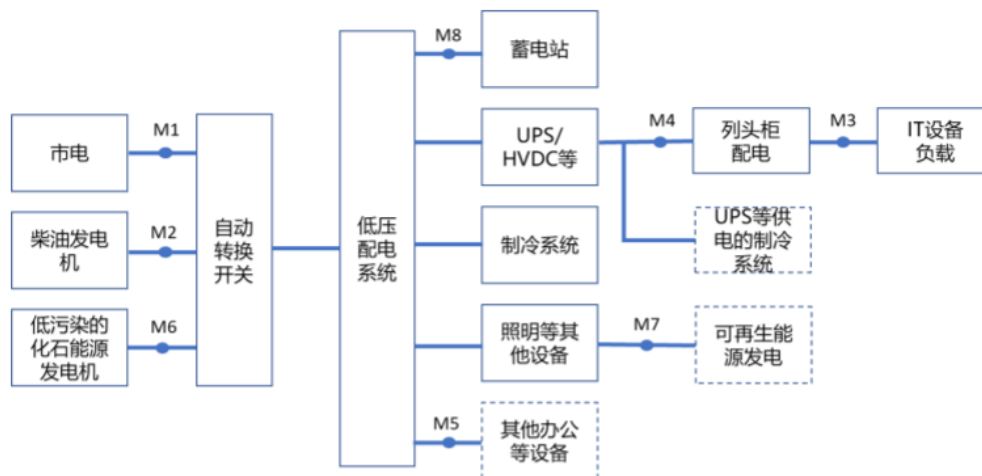 M8
蓄电站
M1
市电
UPS/
HVDC等
M4
列头柜
配电
M3
IT设备
负载
M2
柴油发电
机
自动
转换
开关
低压
配电
系统
制冷系统
UPS等供
电的制冷
系统
M6
低污染的
化石能源
发电机
照明等其
他设备
M7
可再生能
源发电
M5
其他办公
等设备